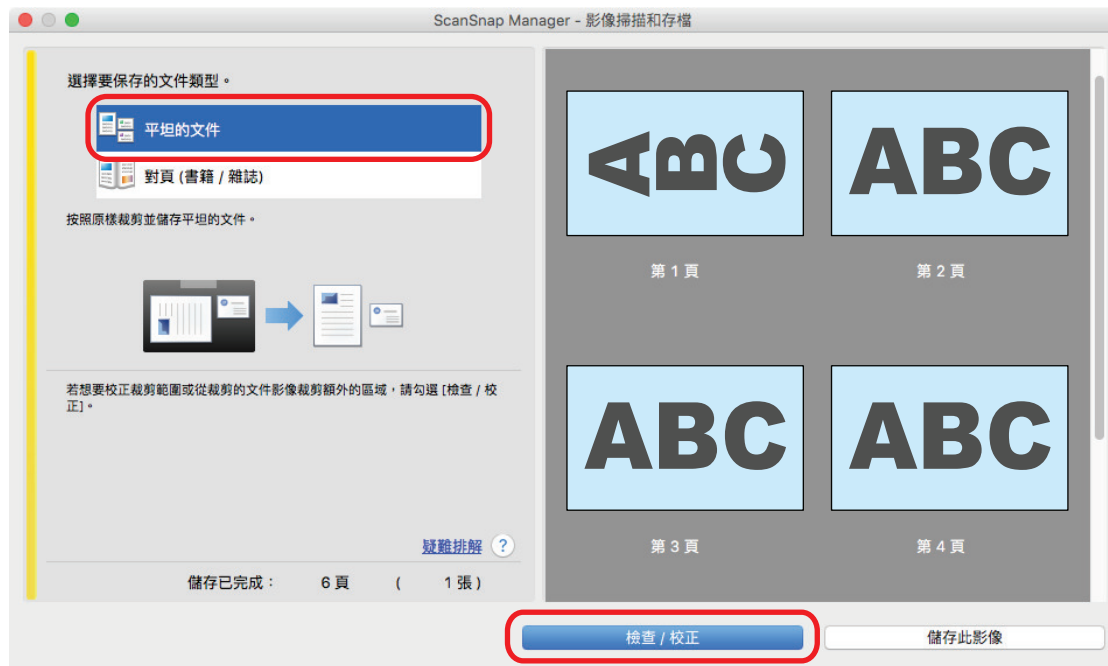 ScanSnap Manager - 影像掃描和存檔
選擇要保存的文件類型。
平坦的文件
對頁 (書籍 / 雜誌)
按照原樣裁剪並儲存平坦的文件。
若想要校正裁剪範圍或從裁剪的文件影像裁剪額外的區域，請勾選 [檢查 / 校
正]。
疑難排解 ?
儲存已完成： 6 頁 ( 1 張 )
ABC ABC
第 1 頁 第 2 頁
ABC ABC
第 3 頁 第 4 頁
檢查 / 校正 儲存此影像